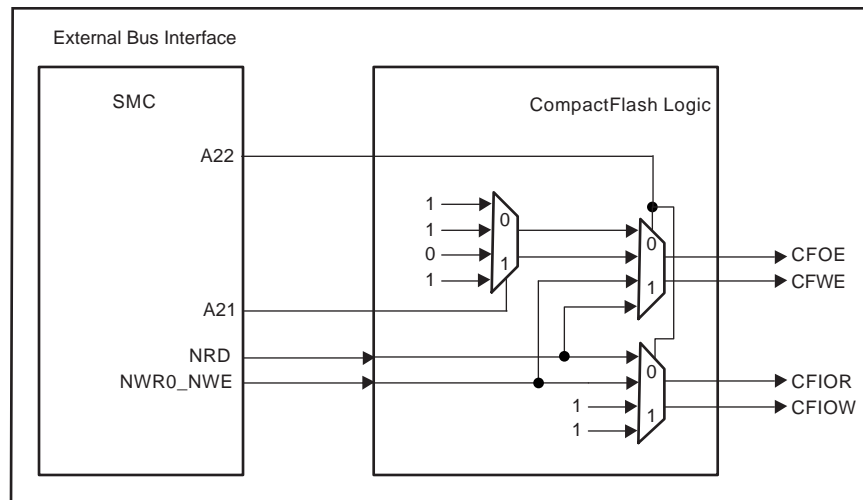 External Bus Interface
SMC
CompactFlash Logic
A22
1
1
0
1
0
1
0
1
CFOE
CFWE
A21
NRD
NWR0_NWE
0
1
1
1
CFIOR
CFIOW